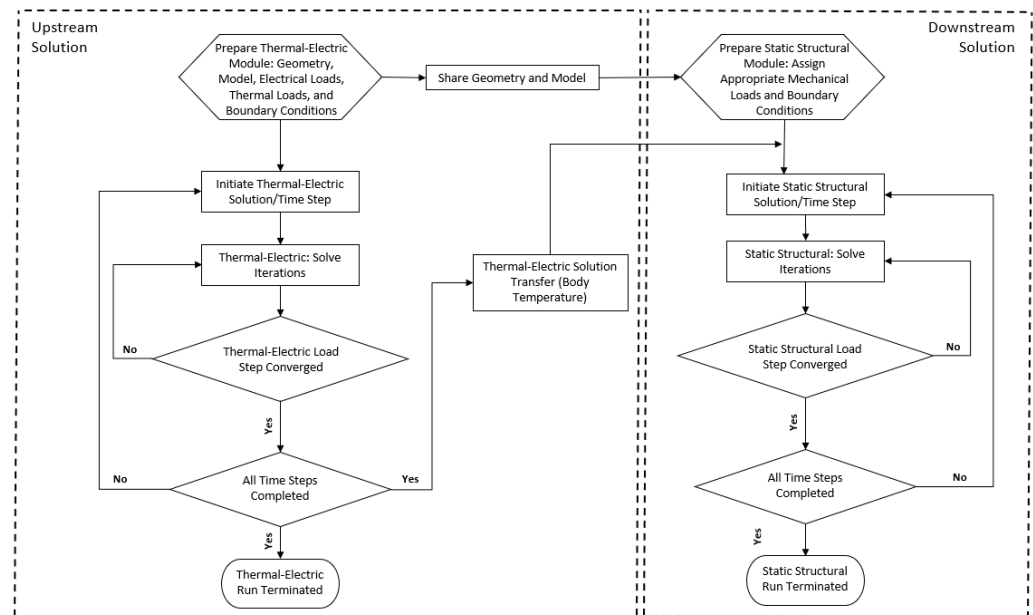 Upstream
Solution
Prepare Thermal-Electric
Module: Geometry,
Model, Electrical Loads,
Thermal Loads, and
Boundary Conditions
Share Geometry and Model
Prepare Static Structural
Module: Assign
Appropriate Mechanical
Loads and Boundary
Conditions
Downstream
Solution
Initiate Thermal-Electric
Solution/Time Step
Thermal-Electric: Solve
Iterations
No
Thermal-Electric Load
Step Converged
Yes
No
All Time Steps
Completed
Yes
Yes
Thermal-Electric
Run Terminated
Thermal-Electric Solution
Transfer (Body
Temperature)
Initiate Static Structural
Solution/Time Step
Static Structural: Solve
Iterations
Static Structural Load
Step Converged
No
Yes
All Time Steps
Completed
No
Yes
Static Structural
Run Terminated